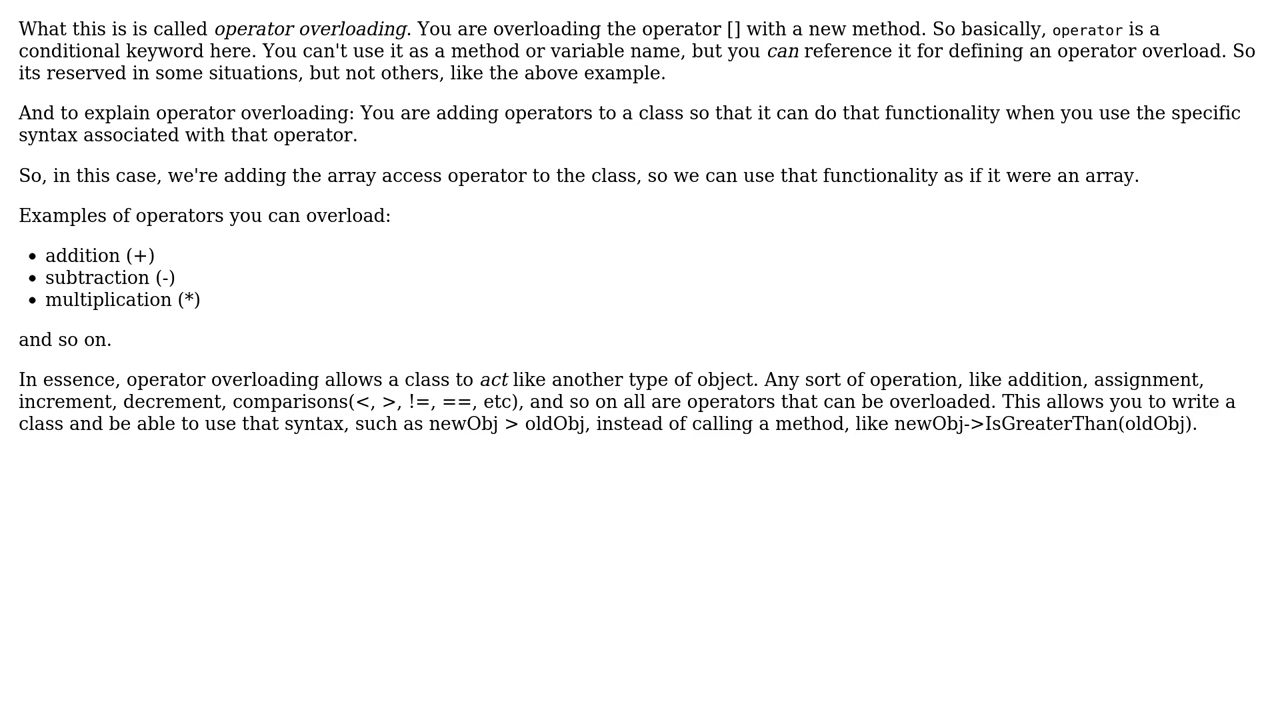 What this is is called operator overloading. You are overloading the operator [] with a new method. So basically, operator is a
conditional keyword here. You can't use it as a method or variable name, but you can reference it for defining an operator overload. So
its reserved in some situations, but not others, like the above example.
And to explain operator overloading: You are adding operators to a class so that it can do that functionality when you use the specific
syntax associated with that operator.
So, in this case, we're adding the array access operator to the class, so we can use that functionality as if it were an array.
Examples of operators you can overload:
• addition (+)
• subtraction (-)
• multiplication (*)
and so on.
In essence, operator overloading allows a class to act like another type of object. Any sort of operation, like addition, assignment,
increment, decrement, comparisons(<, >, !=, ==, etc), and so on all are operators that can be overloaded. This allows you to write a
class and be able to use that syntax, such as newObj > oldObj, instead of calling a method, like newObj->IsGreaterThan(oldObj).